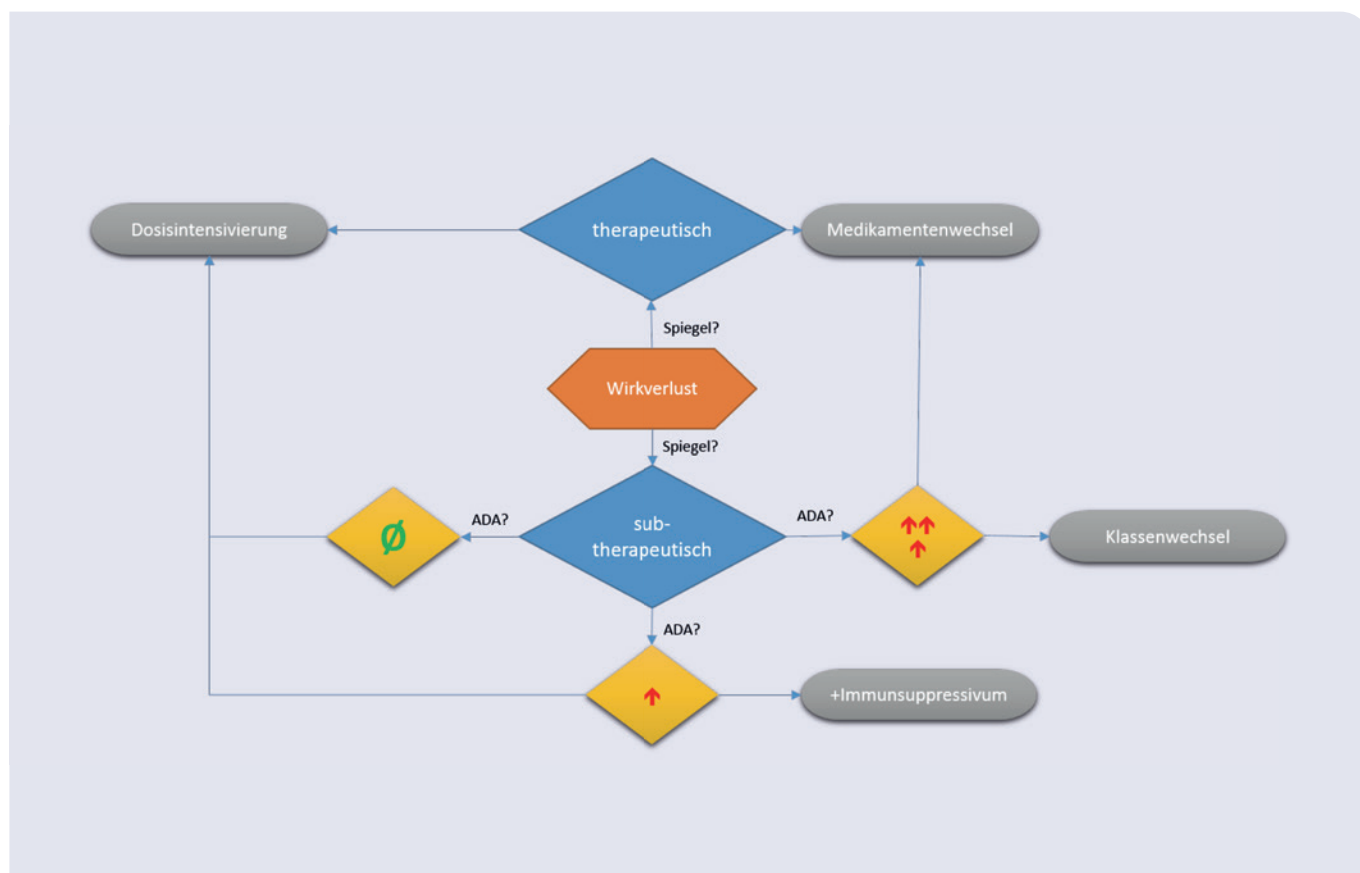 Dosisintensivierung
therapeutisch
Medikamentenwechsel
Spiegel?
Wirkverlust
Spiegel?
ADA?
sub-
therapeutisch
ADA?
Ø
Klassenwechsel
ADA?
+Immunsuppressivum